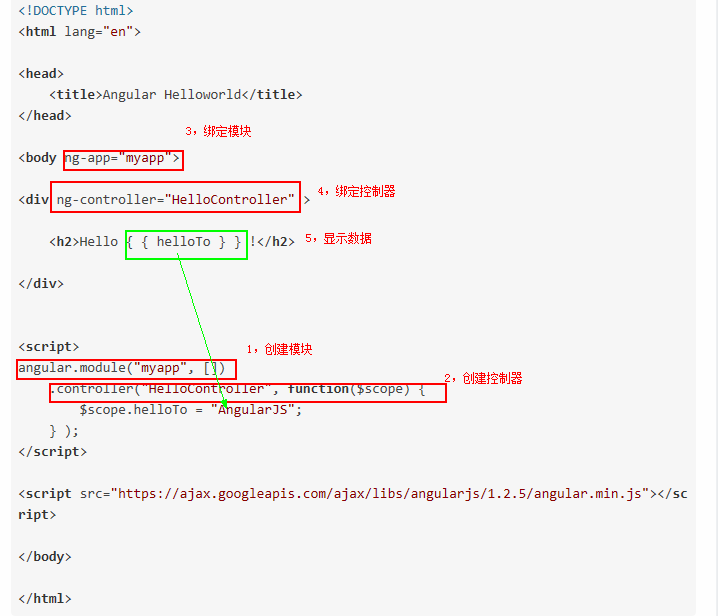 <!DOCTYPE html>
<html lang="en">
<head>
<title>Angular Helloworld</title>
</head>
3，绑定模块
<body ng-app="myapp">
<div ng-controller="HelloController" >
4，绑定控制器
<h2>Hello { { helloTo } } !</h2>
5，显示数据
</div>
<script>
1，创建模块
angular.module("myapp", [])
2，创建控制器
.controller("HelloController", function($scope) {
$scope.helloTo = "AngularJS";
} );
</script>
<script src="https://ajax.googleapis.com/ajax/libs/angularjs/1.2.5/angular.min.js"></sc
ript>
</body>
</html>